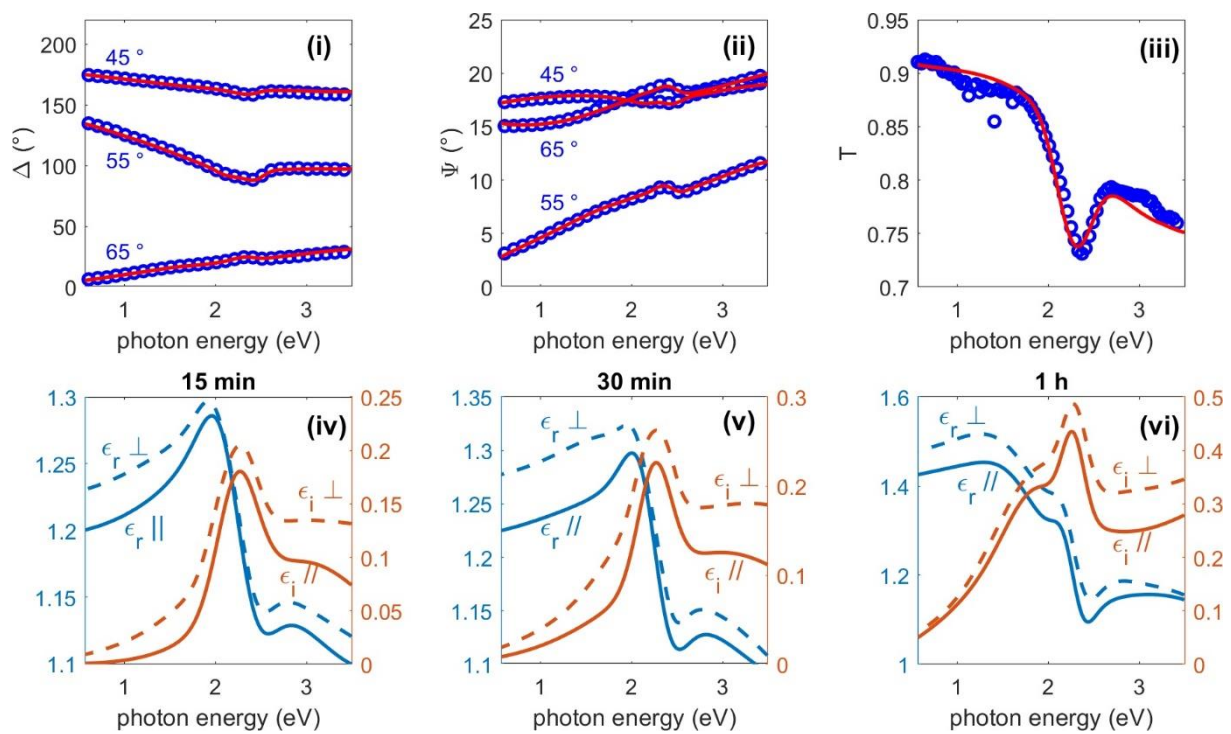 (i)
200
150
100
50
0
Δ (°)
45 °
55 °
65 °
1
2
3
photon energy (eV)
(ii)
25
20
15
10
5
0
Ψ (°)
45 °
65 °
55 °
1
2
3
photon energy (eV)
(iii)
0.95
0.9
0.85
0.8
0.75
0.7
T
1
2
3
photon energy (eV)
15 min
(iv)
1.3
1.25
1.2
1.15
1.1
0.25
0.2
0.15
0.1
0.05
0
ϵr ⊥
ϵr ||
ϵi ⊥
ϵi //
1
2
3
photon energy (eV)
30 min
(v)
1.35
1.3
1.25
1.2
1.15
1.1
0.3
0.2
0.1
0
ϵr ⊥
ϵr //
ϵi ⊥
ϵi //
1
2
3
photon energy (eV)
1 h
(vi)
1.6
1.4
1.2
1
0.5
0.4
0.3
0.2
0.1
0
ϵr ⊥
ϵr //
ϵi ⊥
ϵi //
1
2
3
photon energy (eV)